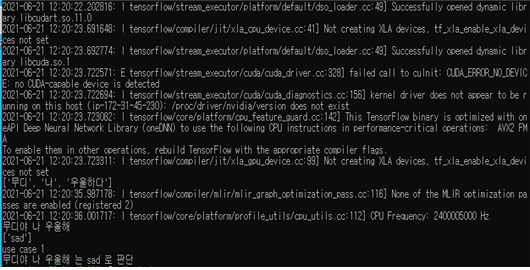 2021-06-21 12:20:22.202816: I tensorflow/stream_executor/platform/default/dso_loader.cc:49] Successfully opened dynamic libr
ary libcudart.so.11.0
2021-06-21 12:20:23.691648: I tensorflow/compiler/jit/xla_cpu_device.cc:41] Not creating XLA devices, tf_xla_enable_xla_devi
ces not set
2021-06-21 12:20:23.692774: I tensorflow/stream_executor/platform/default/dso_loader.cc:49] Successfully opened dynamic libr
ary libcuda.so.1
2021-06-21 12:20:23.722571: E tensorflow/stream_executor/cuda/cuda_driver.cc:328] failed call to cuInit: CUDA_ERROR_NO_DEVIC
E: no CUDA-capable device is detected
2021-06-21 12:20:23.722694: I tensorflow/stream_executor/cuda/cuda_diagnostics.cc:156] kernel driver does not appear to be r
unning on this host (ip-172-31-45-230): /proc/driver/nvidia/version does not exist
2021-06-21 12:20:23.723082: I tensorflow/core/platform/cpu_feature_guard.cc:142] This TensorFlow binary is optimized with on
eAPI Deep Neural Network Library (oneDNN) to use the following CPU instructions in performance-critical operations:  AVX2 FM
A
To enable them in other operations, rebuild TensorFlow with the appropriate compiler flags.
2021-06-21 12:20:23.723311: I tensorflow/compiler/jit/xla_gpu_device.cc:99] Not creating XLA devices, tf_xla_enable_xla_devi
ces not set
['무디', '나', '우울하다']
2021-06-21 12:20:35.987178: I tensorflow/compiler/mlir/mlir_graph_optimization_pass.cc:116] None of the MLIR optimization pa
sses are enabled (registered 2)
2021-06-21 12:20:36.001717: I tensorflow/core/platform/profile_utils/cpu_utils.cc:112] CPU Frequency: 2400005000 Hz
무디야 나 우울해
['sad']
use case 1
무디야 나 우울해 는 sad 로 판단